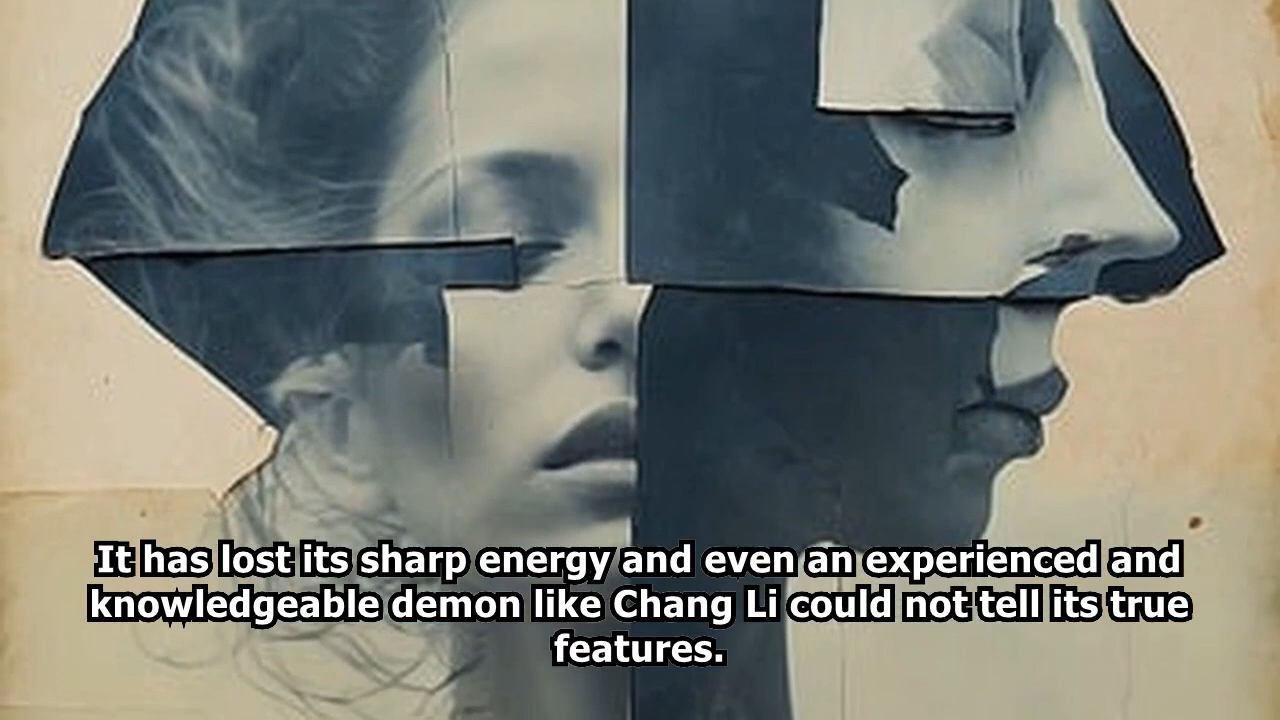 It has lost its sharp energy and even an experienced and
knowledgeable demon like Chang Li could not tell its true
features.